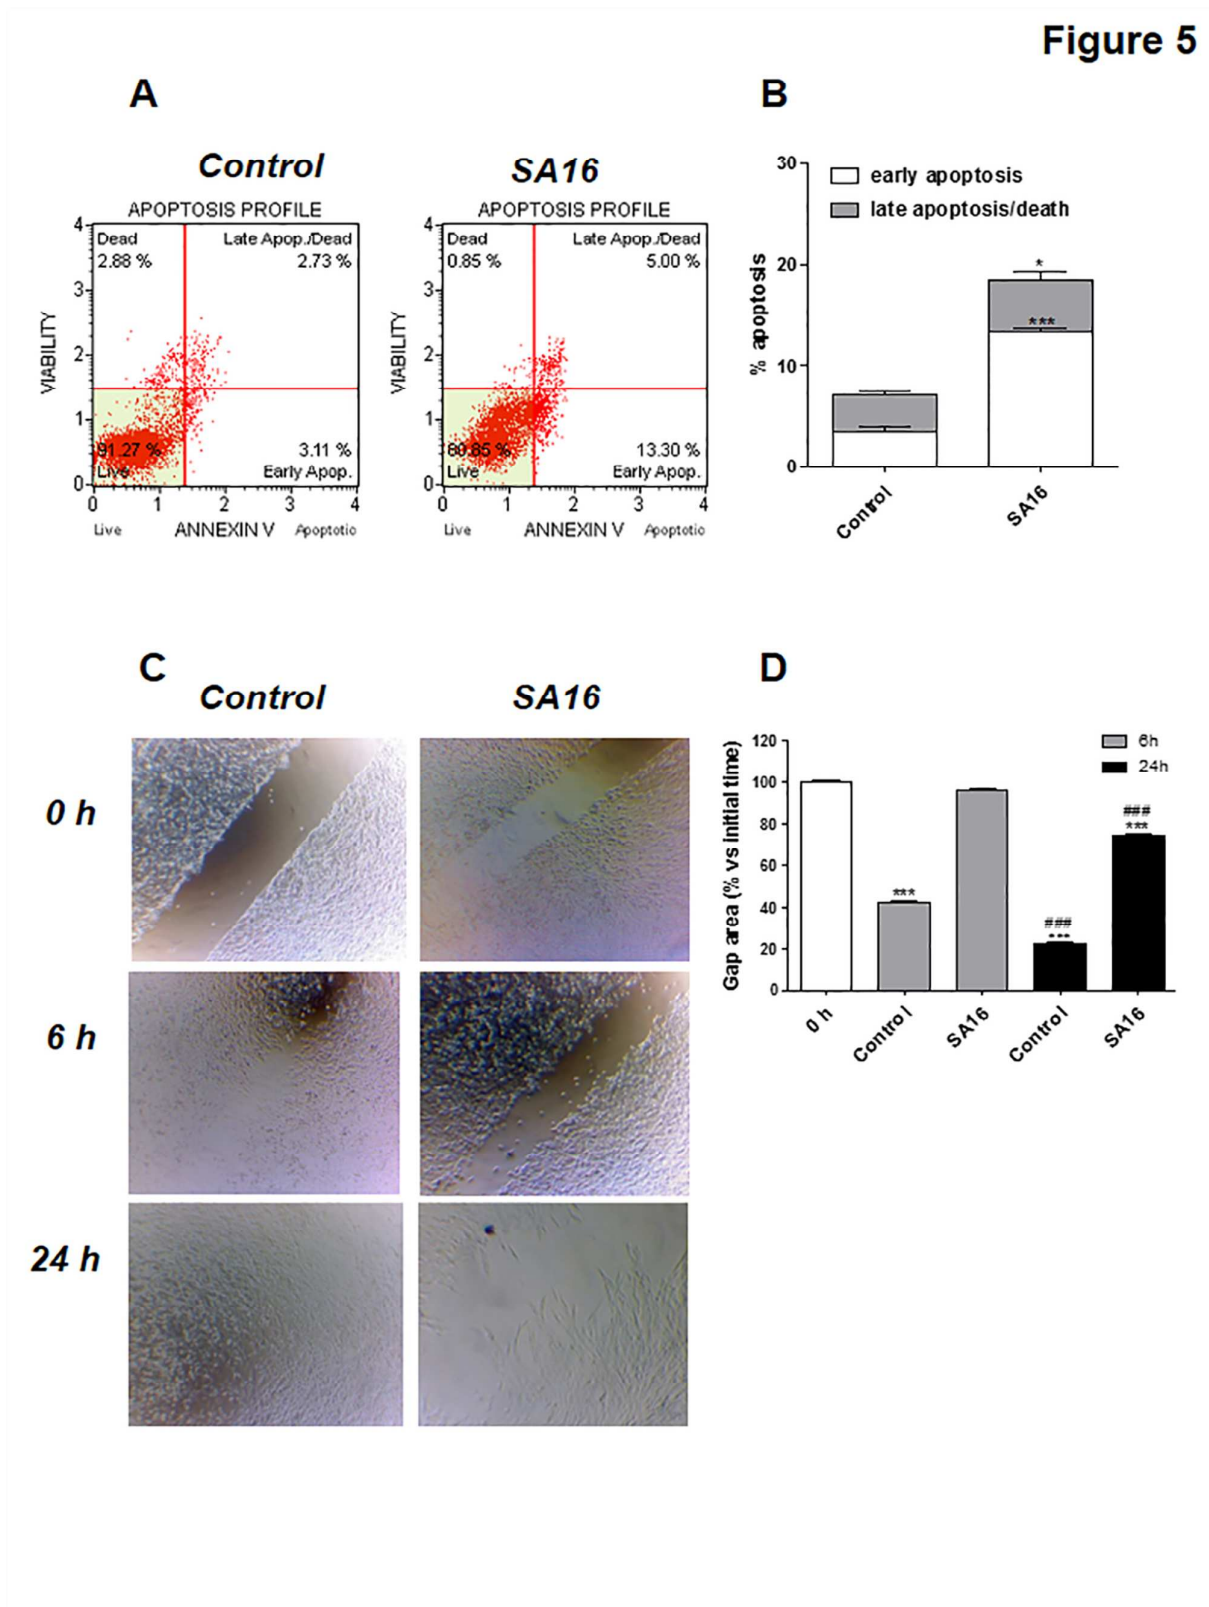 Figure 5
A
Control
SA16
APOPTOSIS PROFILE
APOPTOSIS PROFILE
4
3
2
1
0
VIABILITY
Dead
2.88 %
Late Apop./Dead
2.73 %
91.27 %
Live
3.11 %
Early Apop.
0
1
2
3
4
Live
ANNEXIN V
Apoptotic
4
3
2
1
0
VIABILITY
Dead
0.85 %
Late Apop./Dead
5.00 %
80.85 %
Live
13.30 %
Early Apop.
0
1
2
3
4
Live
ANNEXIN V
Apoptotic
B
30
20
10
0
% apoptosis
early apoptosis
late apoptosis/death
*
***
Control
SA16
C
Control
SA16
0 h
6 h
24 h
D
Gap area (% vs initial time)
120
100
80
60
40
20
0
6h
24h
***
###
***
###
***
0 h
Control
SA16
Control
SA16